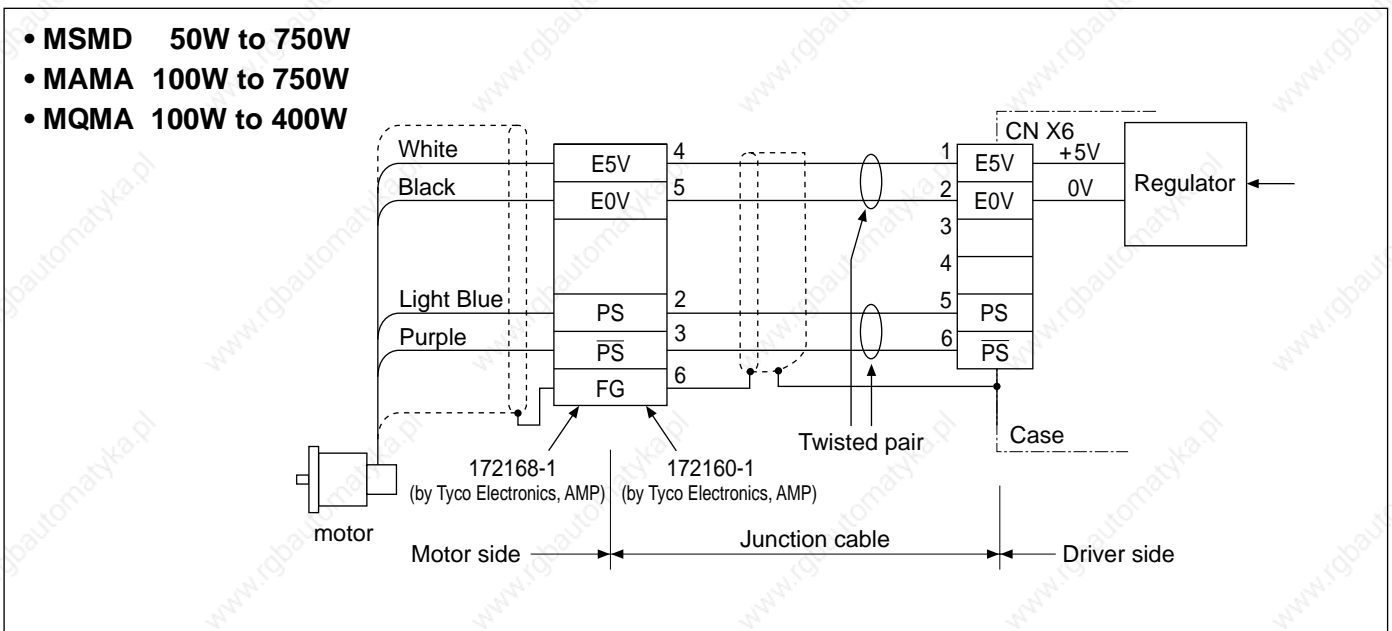 • MSMD 50W to 750W
• MAMA 100W to 750W
• MQMA 100W to 400W
CN X6
White
E5V
4
1
E5V
+5V
Regulator
Black
E0V
5
2
E0V
0V
3
4
Light Blue
PS
2
5
PS
Purple
P̅S̅
3
6
P̅S̅
FG
6
Twisted pair
Case
172168-1
(by Tyco Electronics, AMP)
172160-1
(by Tyco Electronics, AMP)
motor
Motor side
Junction cable
Driver side
www.rgbautomatyka.pl